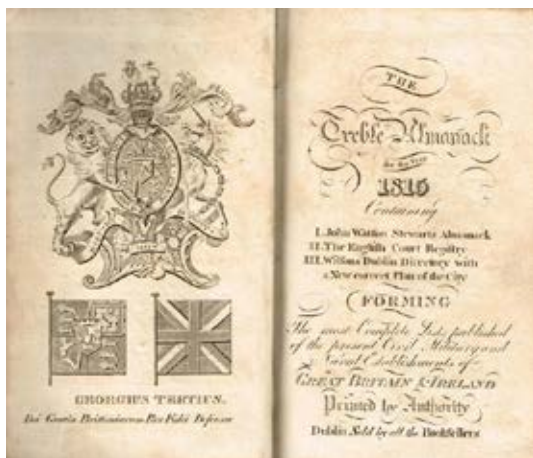 GEORGIUS TERTIUS.
Dei Gratia Britanniarum Rex Fidei Defensor
THE
Treble Almanack
for the Year
1815
Containing
I. John Watson Stewarts Almanack
II. The English Court Registry
III. Wilsons Dublin Directory with
a New correct Plan of the City
FORMING
The most Complete Lists published
of the present Civil Military and
Naval Establishments of
GREAT BRITAIN & IRELAND
Printed by Authority
Dublin Sold by all the Booksellers